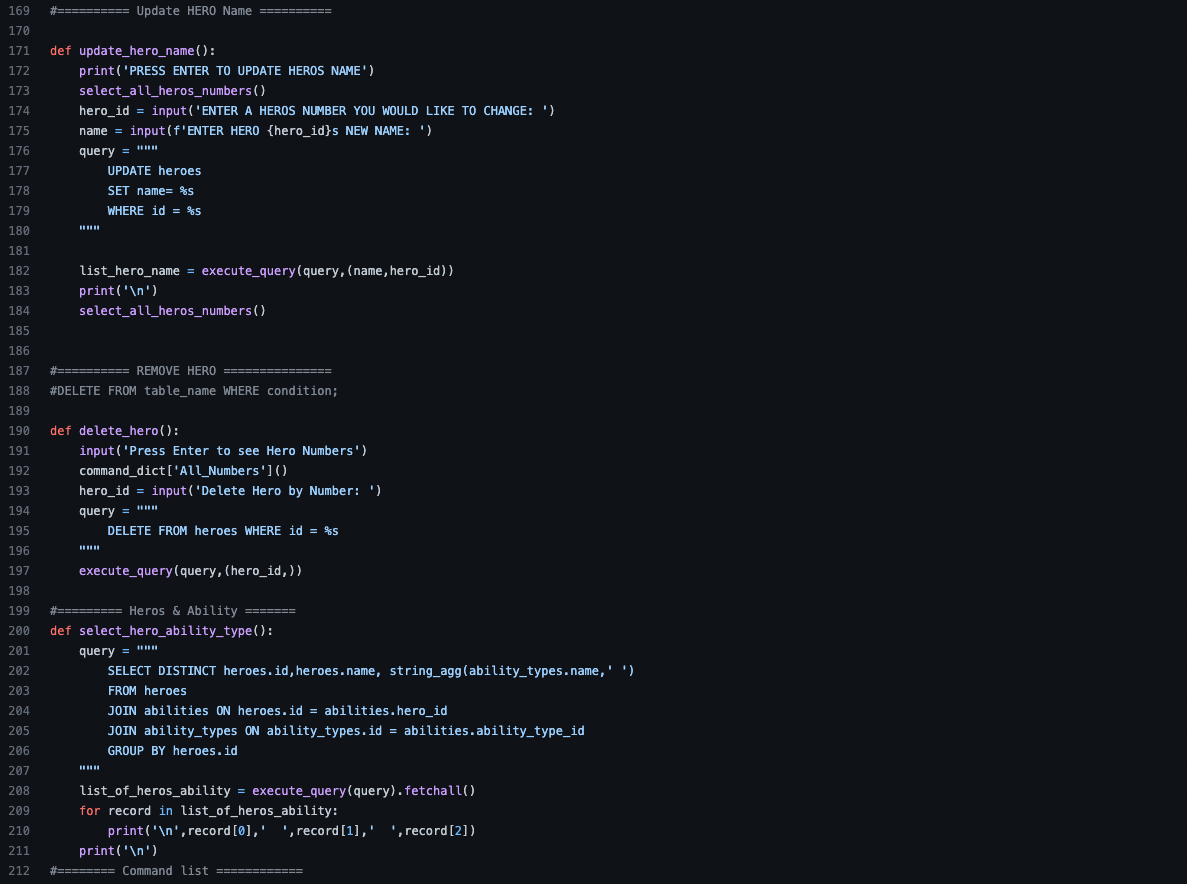 169 #========== Update HERO Name ==========
170
171 def update_hero_name():
172     print('PRESS ENTER TO UPDATE HEROS NAME')
173     select_all_heros_numbers()
174     hero_id = input('ENTER A HEROS NUMBER YOU WOULD LIKE TO CHANGE: ')
175     name = input(f'ENTER HERO {hero_id}s NEW NAME: ')
176     query = """
177         UPDATE heroes
178         SET name= %s
179         WHERE id = %s
180     """
181
182     list_hero_name = execute_query(query,(name,hero_id))
183     print('\n')
184     select_all_heros_numbers()
185
186
187 #========== REMOVE HERO ===============
188 #DELETE FROM table_name WHERE condition;
189
190 def delete_hero():
191     input('Press Enter to see Hero Numbers')
192     command_dict['All_Numbers']()
193     hero_id = input('Delete Hero by Number: ')
194     query = """
195         DELETE FROM heroes WHERE id = %s
196     """
197     execute_query(query,(hero_id,))
198
199 #========= Heros & Ability =======
200 def select_hero_ability_type():
201     query = """
202         SELECT DISTINCT heroes.id,heroes.name, string_agg(ability_types.name,' ')
203         FROM heroes
204         JOIN abilities ON heroes.id = abilities.hero_id
205         JOIN ability_types ON ability_types.id = abilities.ability_type_id
206         GROUP BY heroes.id
207     """
208     list_of_heros_ability = execute_query(query).fetchall()
209     for record in list_of_heros_ability:
210         print('\n',record[0],'  ',record[1],'  ',record[2])
211     print('\n')
212 #======== Command list ============